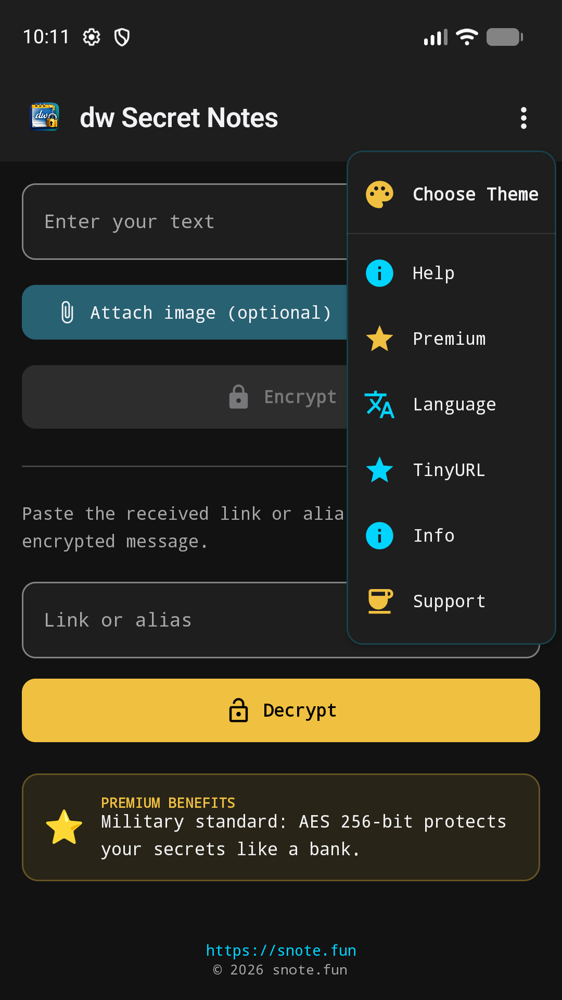 10:11
dw
dw Secret Notes
Choose Theme
Enter your text
Help
Attach image (optional)
Premium
Encrypt
Language
TinyURL
Paste the received link or alia
encrypted message.
Info
Support
Link or alias
Decrypt
PREMIUM BENEFITS
Military standard: AES 256-bit protects
your secrets like a bank.
https://snote.fun
© 2026 snote.fun